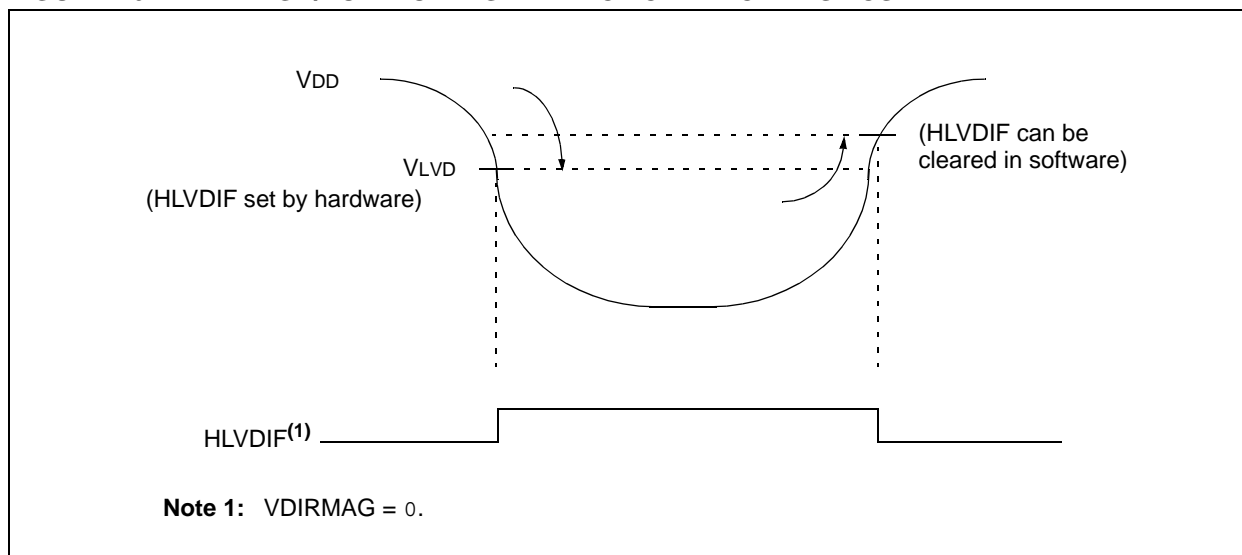 VDD
(HLVDIF can be
cleared in software)
VLVD
(HLVDIF set by hardware)
HLVDIF(1)
Note 1: VDIRMAG = 0.